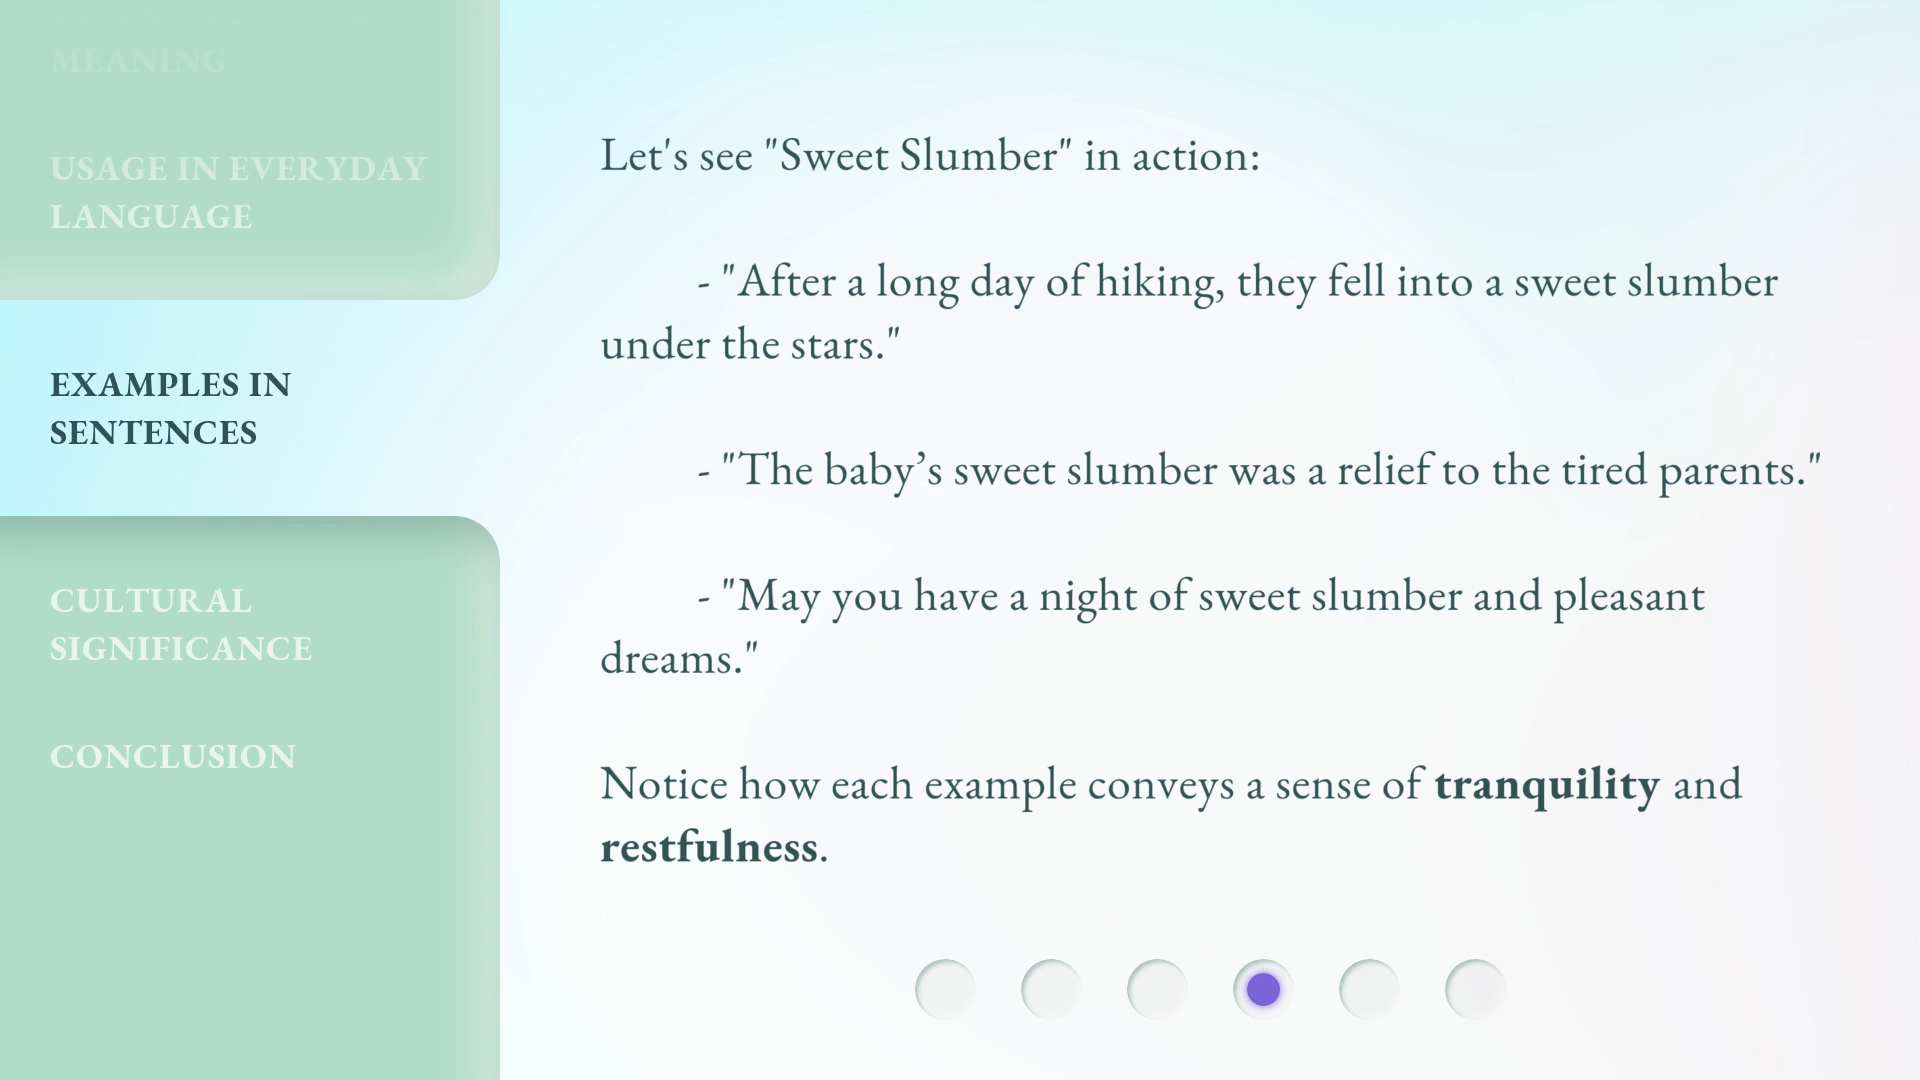 MEANING
USAGE IN EVERYDAY
LANGUAGE
EXAMPLES IN
SENTENCES
CULTURAL
SIGNIFICANCE
CONCLUSION
Let's see "Sweet Slumber" in action:
- "After a long day of hiking, they fell into a sweet slumber
under the stars."
- "The baby’s sweet slumber was a relief to the tired parents."
- "May you have a night of sweet slumber and pleasant
dreams."
Notice how each example conveys a sense of tranquility and
restfulness.